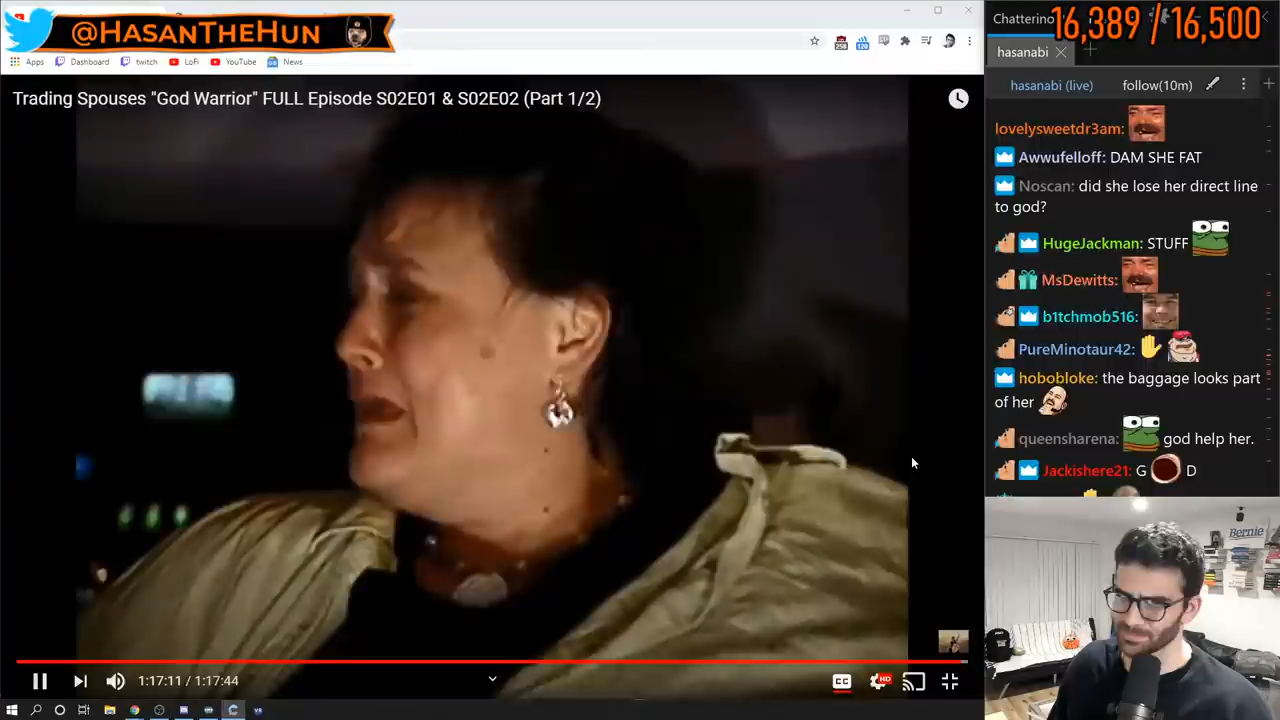 @HasanTheHun
Apps
Dashboard
twitch
LoFi
YouTube
News
Trading Spouses "God Warrior" FULL Episode S02E01 & S02E02 (Part 1/2)
1:17:11 / 1:17:44
CC
HD
Chatterino
16,389 / 16,500
hasanabi
hasanabi (live)
follow(10m)
lovelysweetdr3am:
Awwufelloff: DAM SHE FAT
Noscan: did she lose her direct line
to god?
HugeJackman: STUFF
MsDewitts:
b1tchmob516:
PureMinotaur42:
hobobloke: the baggage looks part
of her
queensharena: god help her.
Jackishere21: G D
Bernie